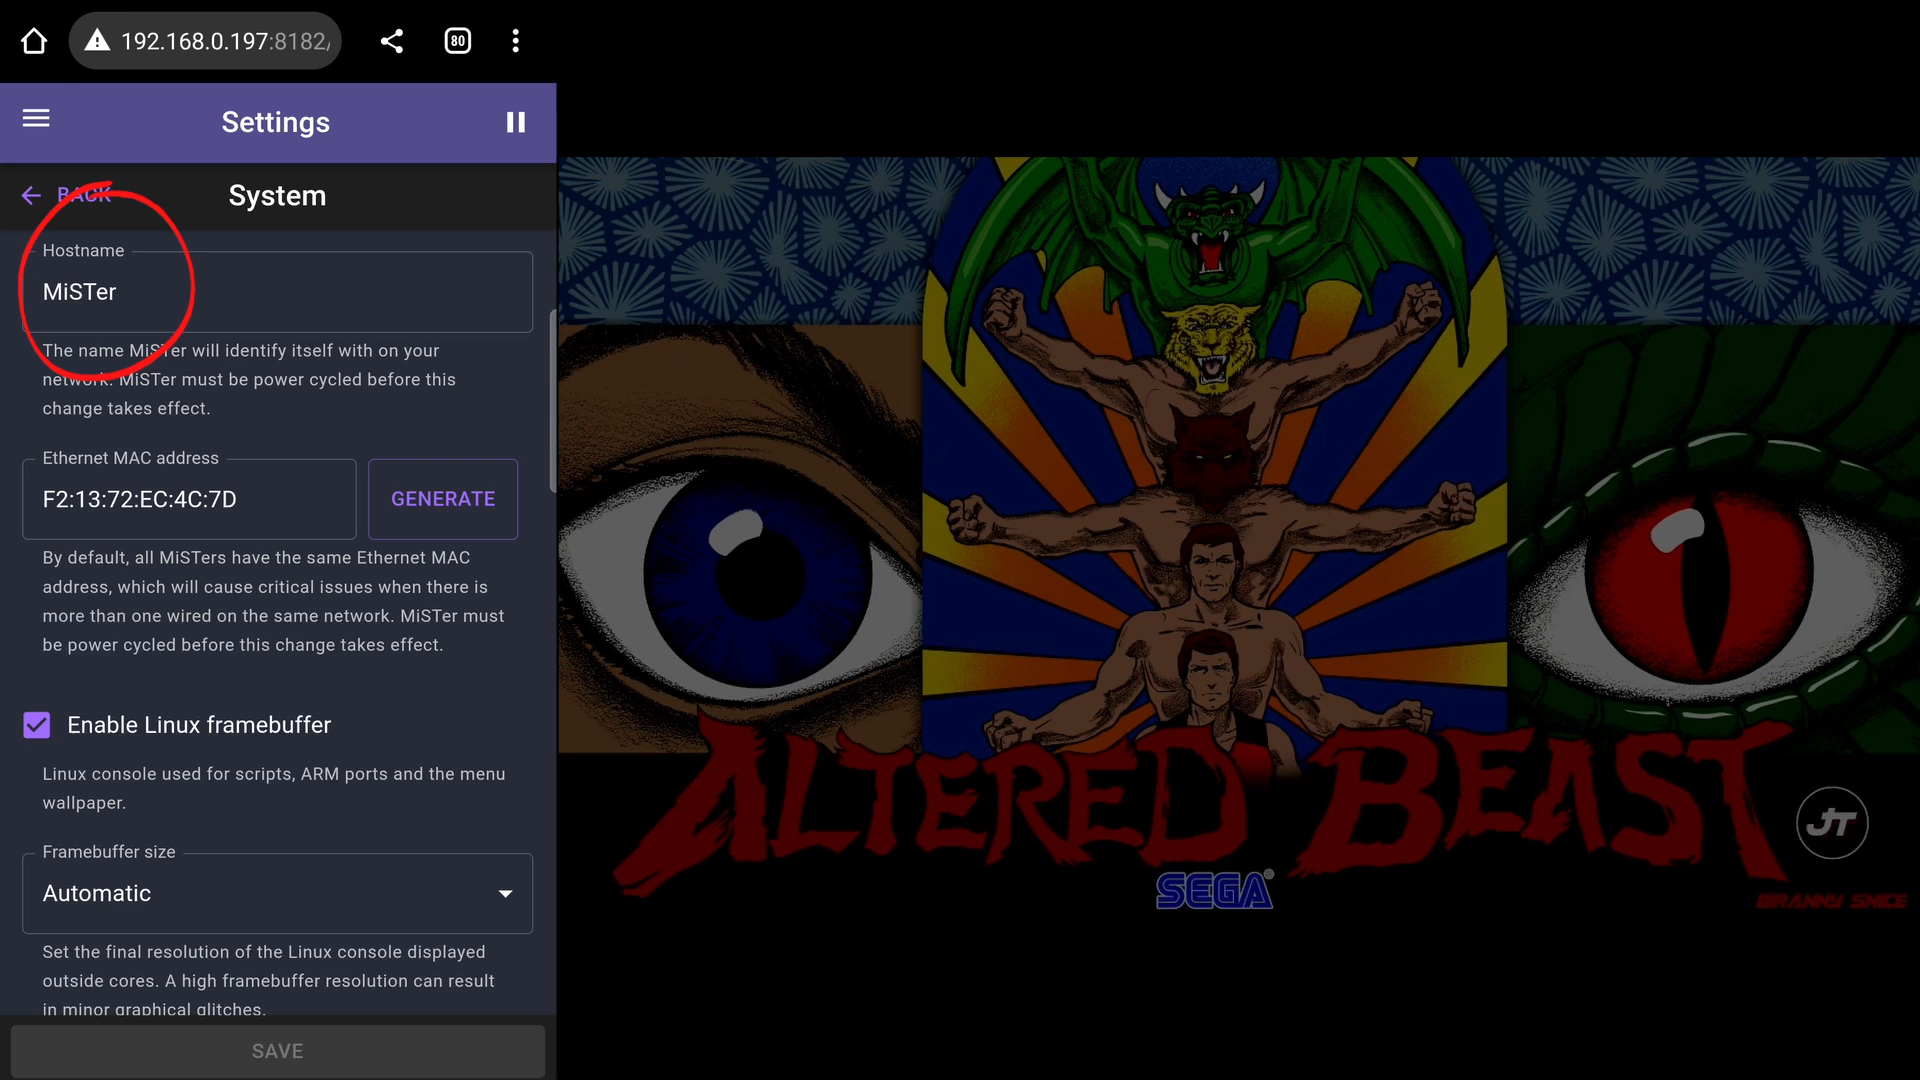 192.168.0.197:8182/
80
Settings
BACK
System
Hostname
MiSTer
The name MiSTer will identify itself with on your
network. MiSTer must be power cycled before this
change takes effect.
Ethernet MAC address
F2:13:72:EC:4C:7D
GENERATE
By default, all MiSTers have the same Ethernet MAC
address, which will cause critical issues when there is
more than one wired on the same network. MiSTer must
be power cycled before this change takes effect.
Enable Linux framebuffer
Linux console used for scripts, ARM ports and the menu
wallpaper.
Framebuffer size
Automatic
Set the final resolution of the Linux console displayed
outside cores. A high framebuffer resolution can result
in minor graphical glitches.
SAVE
ALTERED BEAST
JT
SEGA®
GRANNY SNICE